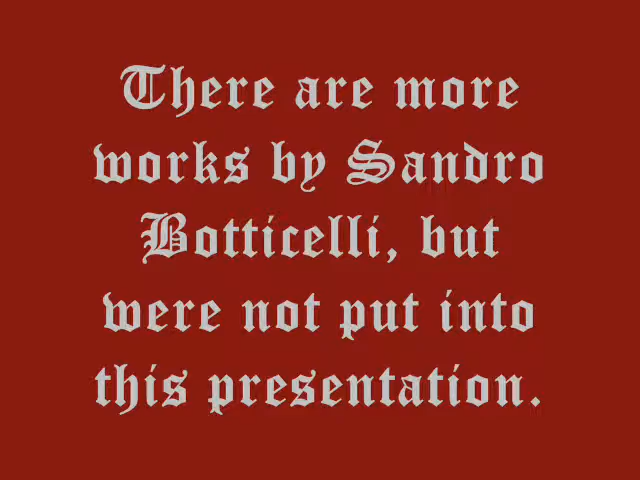 There are more
works by Sandro
Botticelli, but
were not put into
this presentation.